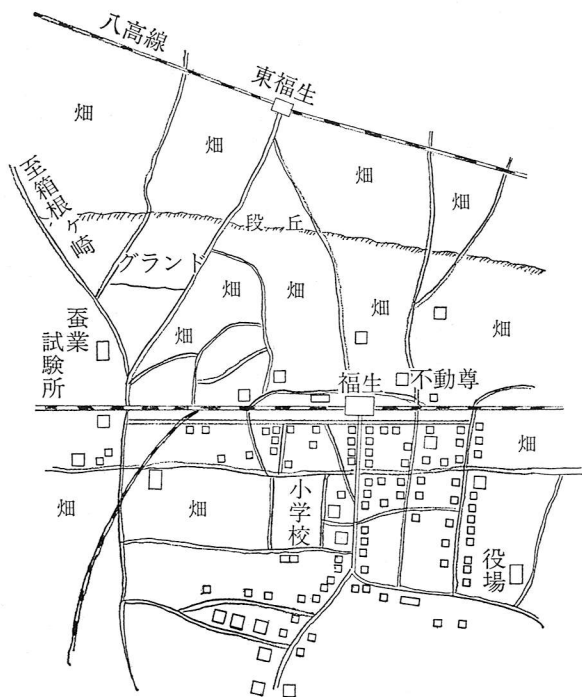 八高線
東福生
畑
畑
畑
畑
至箱根ヶ崎
段丘
グランド
畑
畑
畑
畑
蚕業
試験所
福生
不動尊
畑
畑
畑
小学校
役場